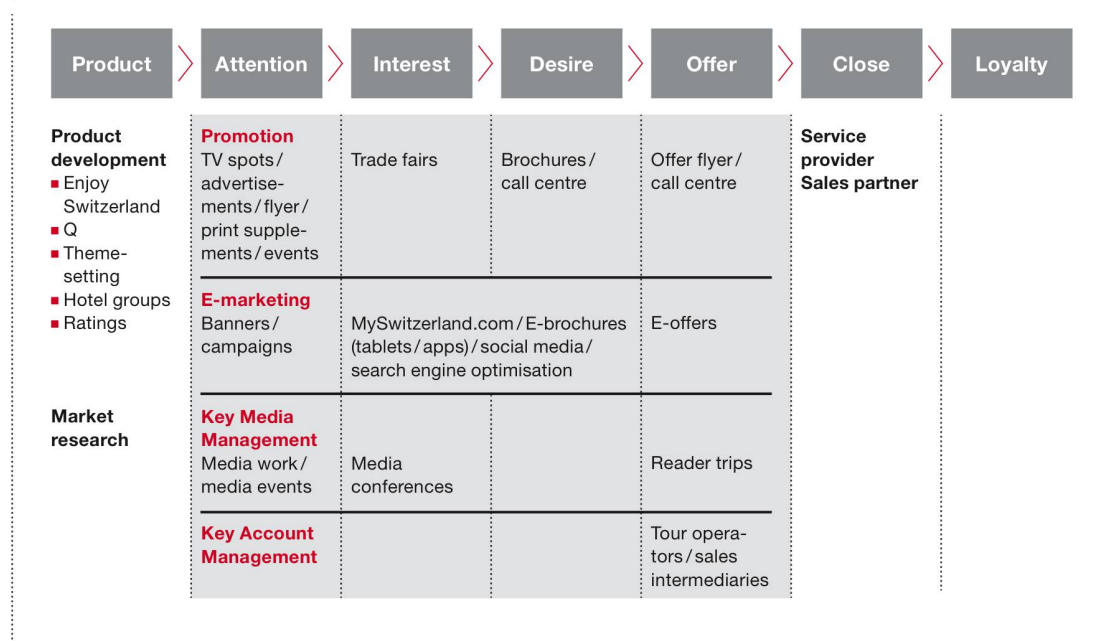 Product
Attention
Interest
Desire
Offer
Close
Loyalty
Product
development
Enjoy
Switzerland
Q
Theme-
setting
Hotel groups
Ratings
Market
research
Promotion
TV spots / 
advertise-
ments / flyer / 
print supple-
ments / events
Trade fairs
Brochures / 
call centre
Offer flyer / 
call centre
E-marketing
Banners / 
campaigns
MySwitzerland.com / E-brochures
(tablets / apps) / social media / 
search engine optimisation
E-offers
Key Media
Management
Media work / 
media events
Media
conferences
Reader trips
Key Account
Management
Tour opera-
tors / sales
intermediaries
Service
provider
Sales partner